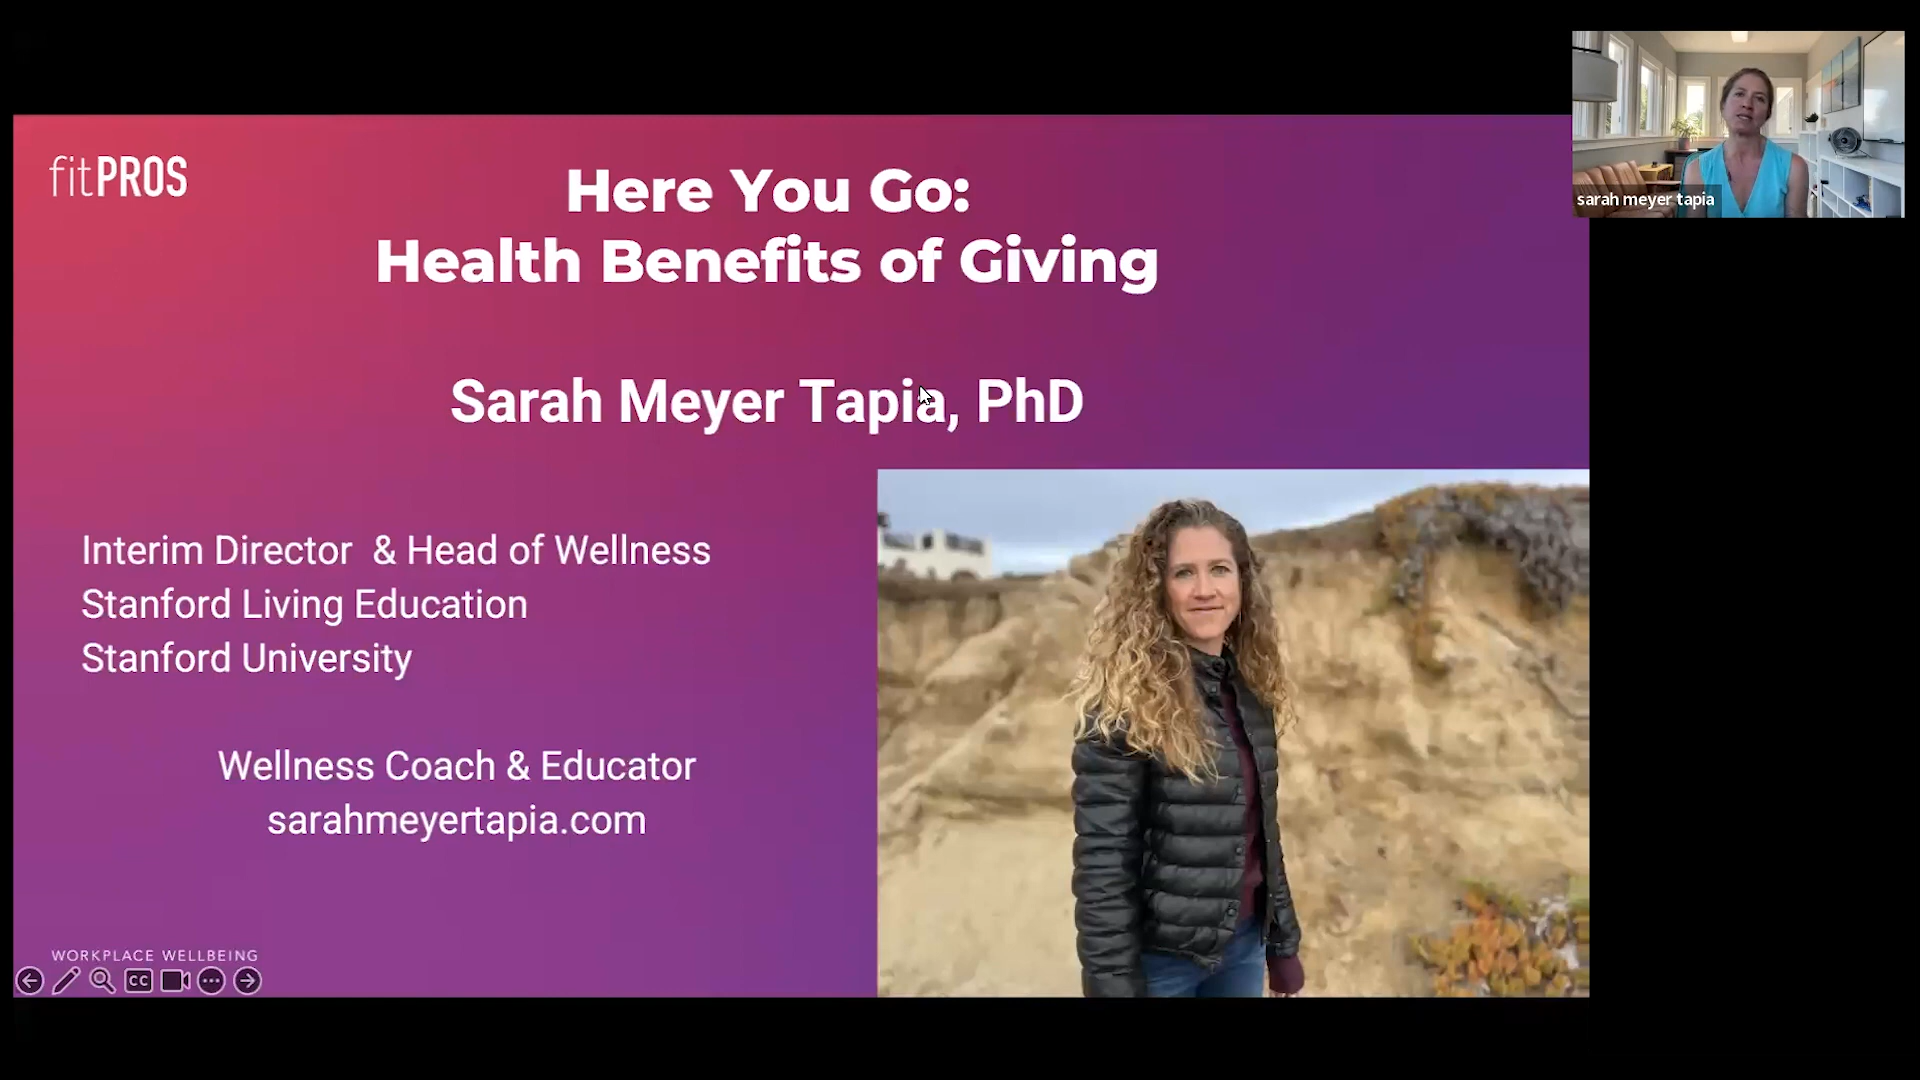 fitPROS
Here You Go:
Health Benefits of Giving
Sarah Meyer Tapia, PhD
Interim Director & Head of Wellness
Stanford Living Education
Stanford University
Wellness Coach & Educator
sarahmeyertapia.com
WORKPLACE WELLBEING
CC
sarah meyer tapia